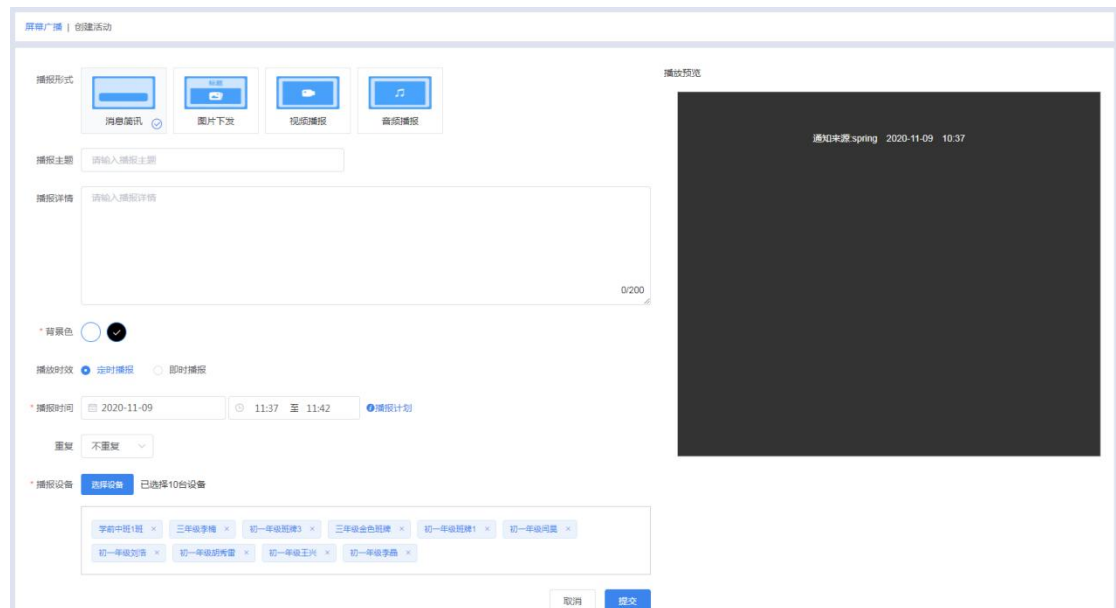 屏幕广播 | 创建活动
播报形式
标题
消息简讯 图片下发 视频播报 音频播报
播放预览
通知来源:spring 2020-11-09 10:37
播报主题 请输入播报主题
播报详情 请输入播报详情
0/200
* 背景色
播放时效 定时播报 即时播报
* 播报时间 2020-11-09 11:37 至 11:42 播报计划
重复 不重复
* 播报设备 选择设备 已选择10台设备
学前中班1班 × 三年级李楠 × 初一年级班牌3 × 三年级金色班牌 × 初一年级班牌1 × 初一年级闫 ×
初一年级刘浩 × 初一年级胡秀雷 × 初一年级王兴 × 初一年级李 ×
取消 提交